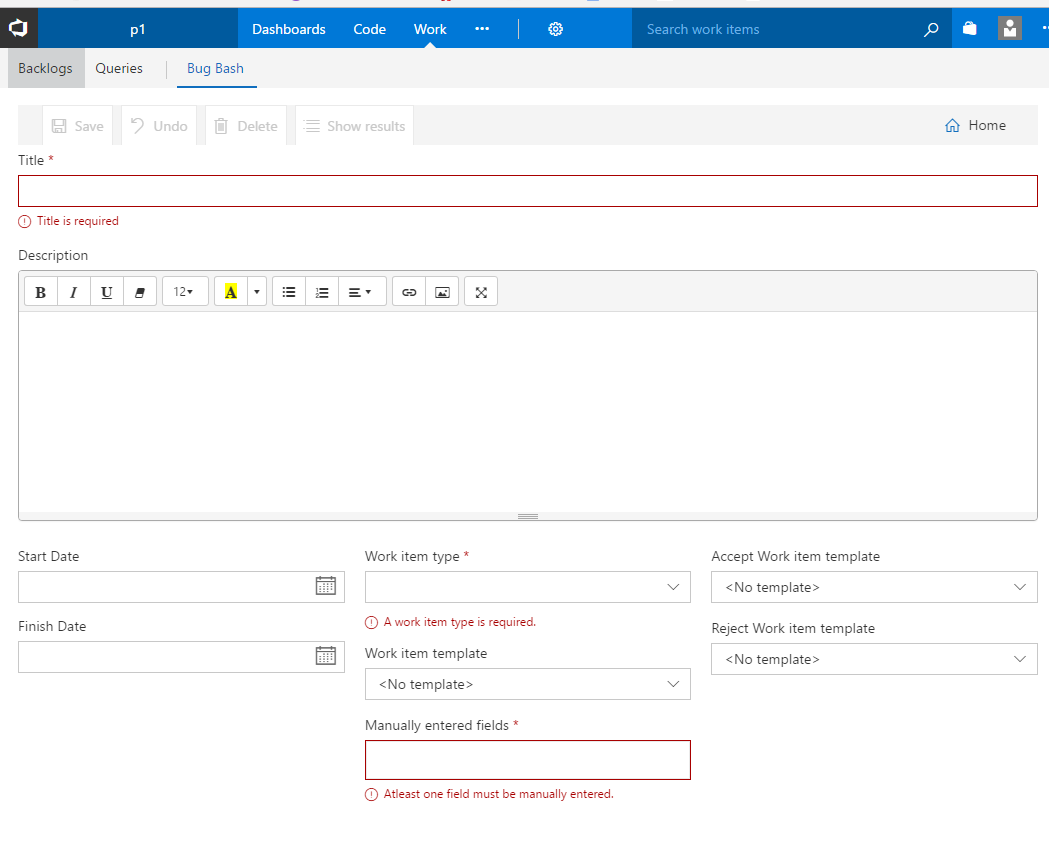 p1 Dashboards Code Work ••• Search work items
Backlogs Queries Bug Bash
Save Undo Delete Show results Home
Title *
Title is required
Description
B I U 12 A
Start Date Work item type * Accept Work item template
<No template>
A work item type is required.
Finish Date Reject Work item template
Work item template <No template>
<No template>
Manually entered fields *
Atleast one field must be manually entered.